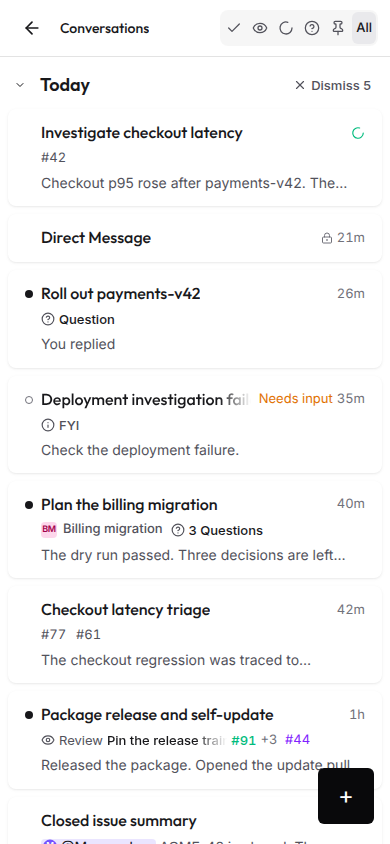 Conversations
All
Today
Dismiss 5
Investigate checkout latency
#42
Checkout p95 rose after payments-v42. The...
Direct Message
21m
Roll out payments-v42
26m
Question
You replied
Deployment investigation fail
Needs input 35m
FYI
Check the deployment failure.
Plan the billing migration
40m
BM Billing migration 3 Questions
The dry run passed. Three decisions are left...
Checkout latency triage
42m
#77 #61
The checkout regression was traced to...
Package release and self-update
1h
Review Pin the release trai #91 +3 #44
Released the package. Opened the update pull
+
Closed issue summary